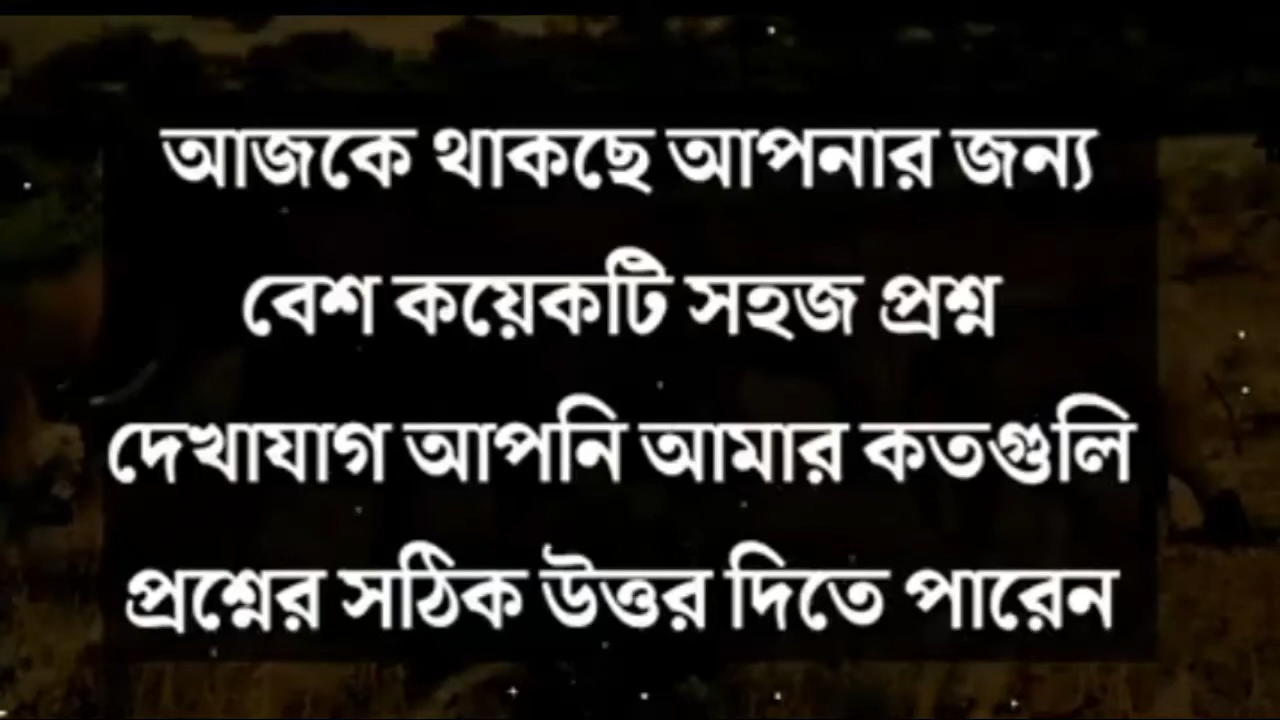 আজকে থাকছে আপনার জন্য
বেশ কয়েকটি সহজ প্রশ্ন
দেখাযাগ আপনি আমার কতগুলি
প্রশ্নের সঠিক উত্তর দিতে পারেন